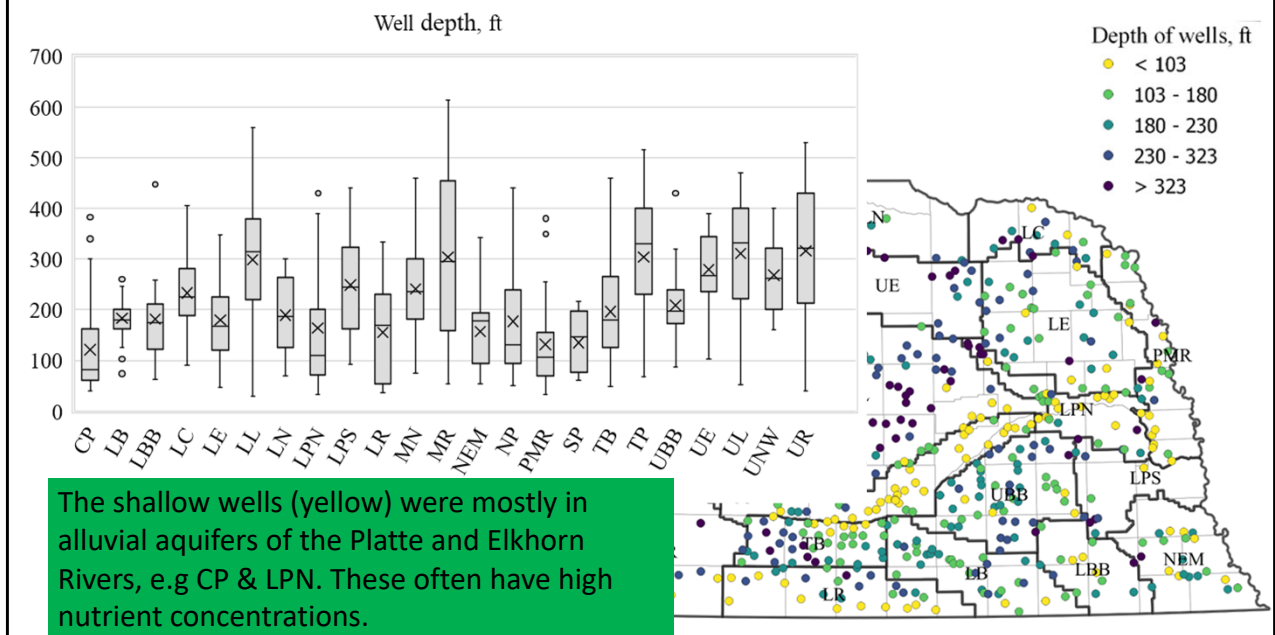 Well depth, ft
700
600
500
400
300
200
100
0
CP
LB
LBB
LC
LE
LL
LN
LPN
LPS
LR
MN
MR
NEM
NP
PMR
SP
TB
TP
UBB
UE
UL
UNW
UR
Depth of wells, ft
< 103
103 - 180
180 - 230
230 - 323
> 323
N
LC
UE
LE
PMR
LPN
LPS
UBB
TB
LB
LBB
NEM
LR
The shallow wells (yellow) were mostly in
alluvial aquifers of the Platte and Elkhorn
Rivers, e.g CP & LPN. These often have high
nutrient concentrations.